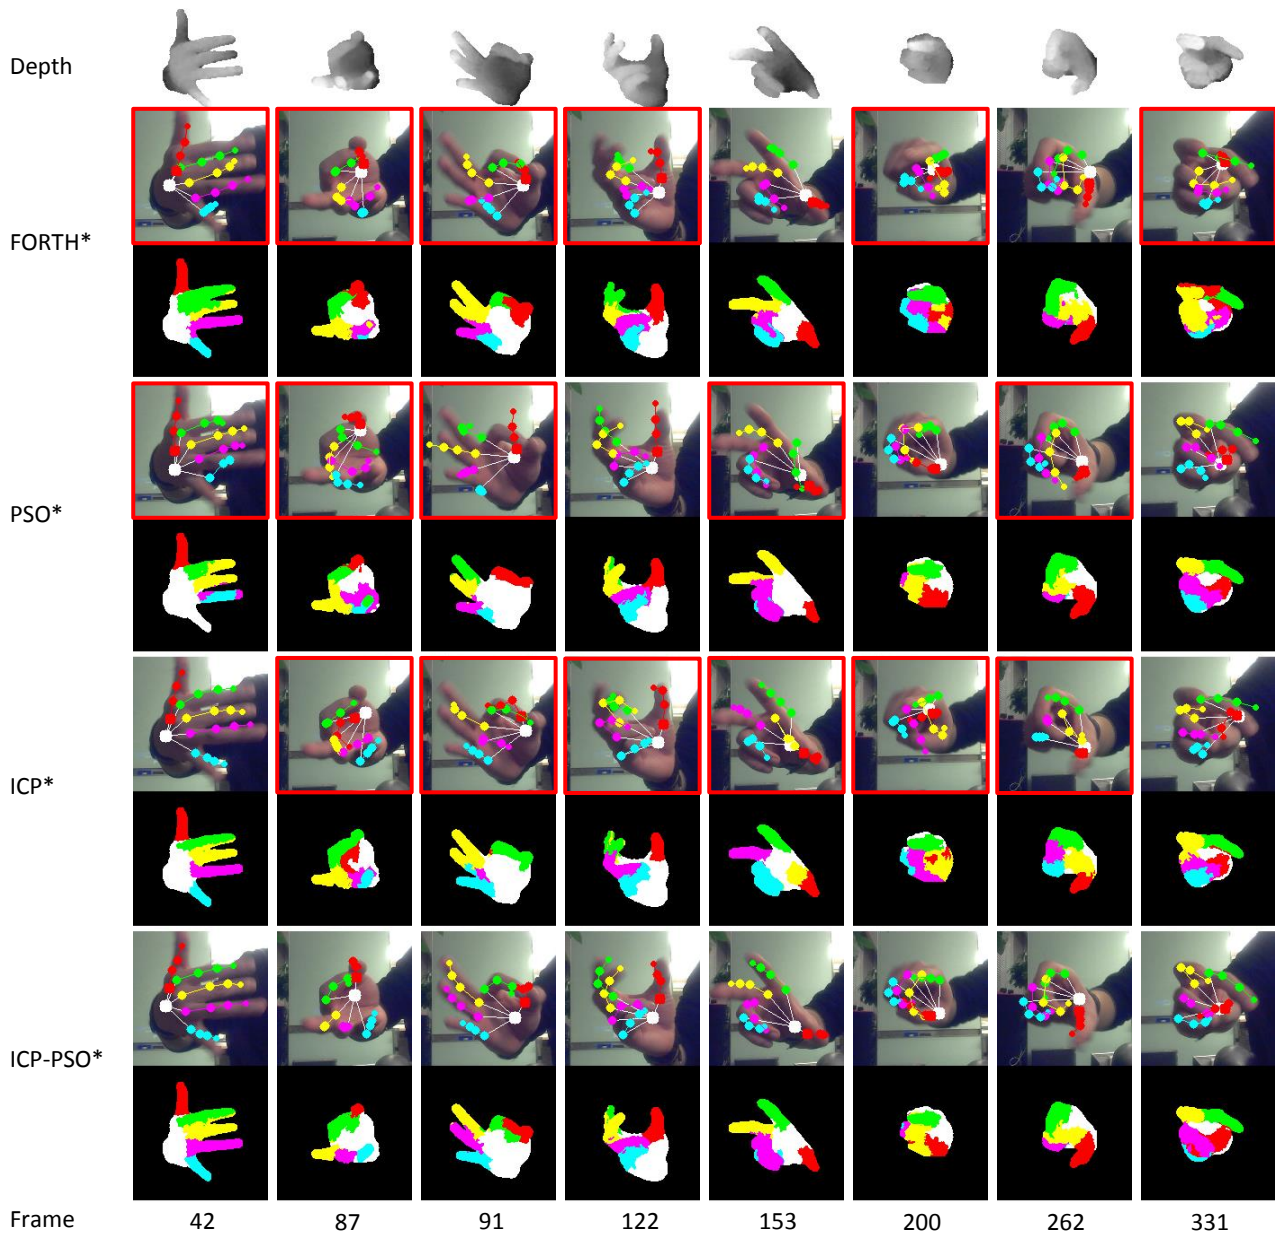 Depth
FORTH*
PSO*
ICP*
ICP-PSO*
Frame 42 87 91 122 153 200 262 331